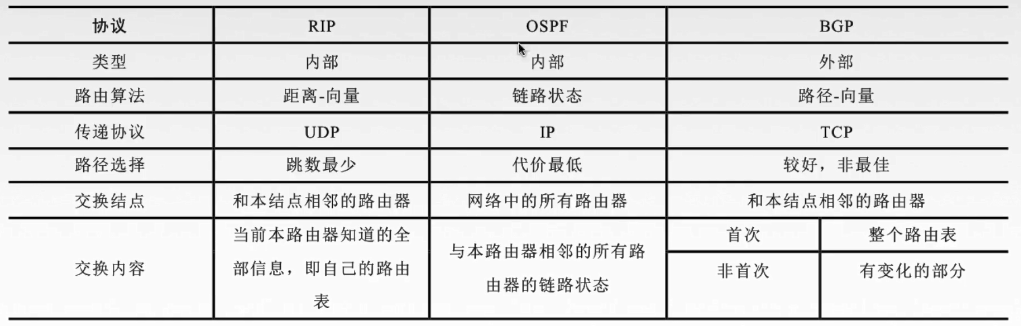 协议 RIP OSPF BGP
类型 内部 内部 外部
路由算法 距离-向量 链路状态 路径-向量
传递协议 UDP IP TCP
路径选择 跳数最少 代价最低 较好，非最佳
交换结点 和本结点相邻的路由器 网络中的所有路由器 和本结点相邻的路由器
交换内容
当前本路由器知道的全
部信息，即自己的路由
表
与本路由器相邻的所有路
由器的链路状态
首次 整个路由表
非首次 有变化的部分